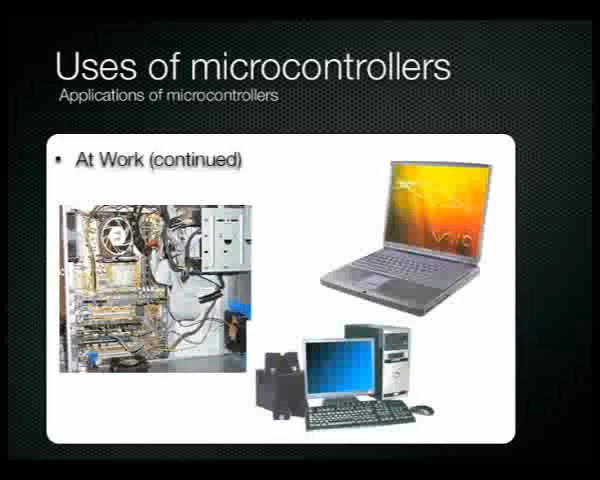 Uses of microcontrollers
Applications of microcontrollers
• At Work (continued)
VAIO